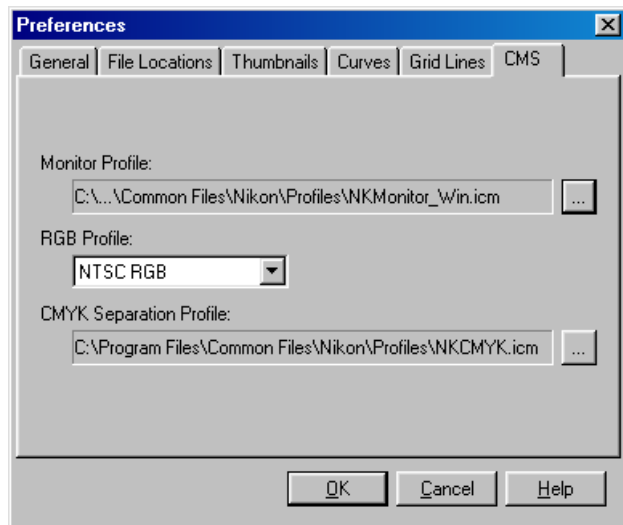 Preferences
General File Locations Thumbnails Curves Grid Lines CMS
Monitor Profile:
C:\...\Common Files\Nikon\Profiles\NKMonitor_Win.icm ...
RGB Profile:
NTSC RGB
CMYK Separation Profile:
C:\Program Files\Common Files\Nikon\Profiles\NKCMYK.icm ...
OK Cancel Help